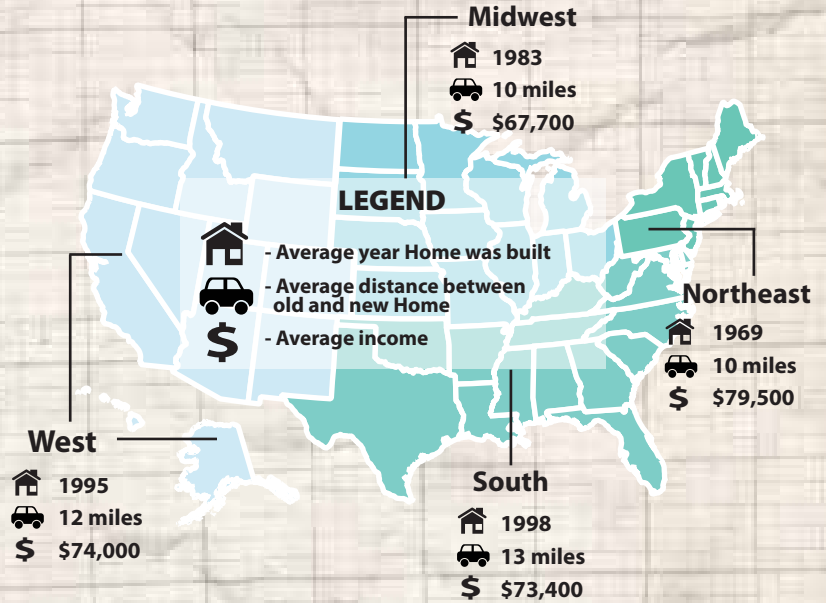 Midwest
1983
10 miles
$ $67,700
LEGEND
- Average year Home was built
- Average distance between
old and new Home
$ - Average income
Northeast
1969
10 miles
$ $79,500
West
1995
12 miles
$ $74,000
South
1998
13 miles
$ $73,400